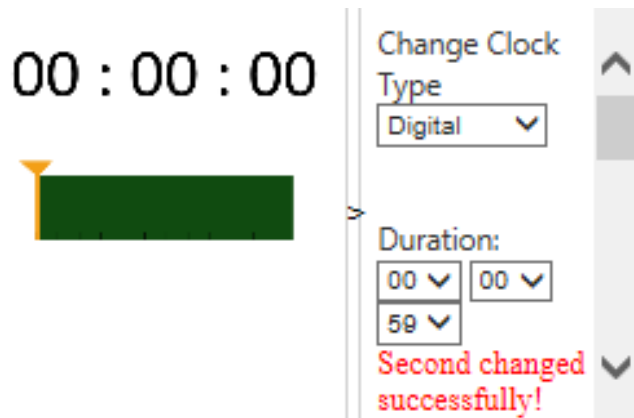 00 : 00 : 00
Change Clock
Type
Digital
>
Duration:
00 00
59
Second changed
successfully!